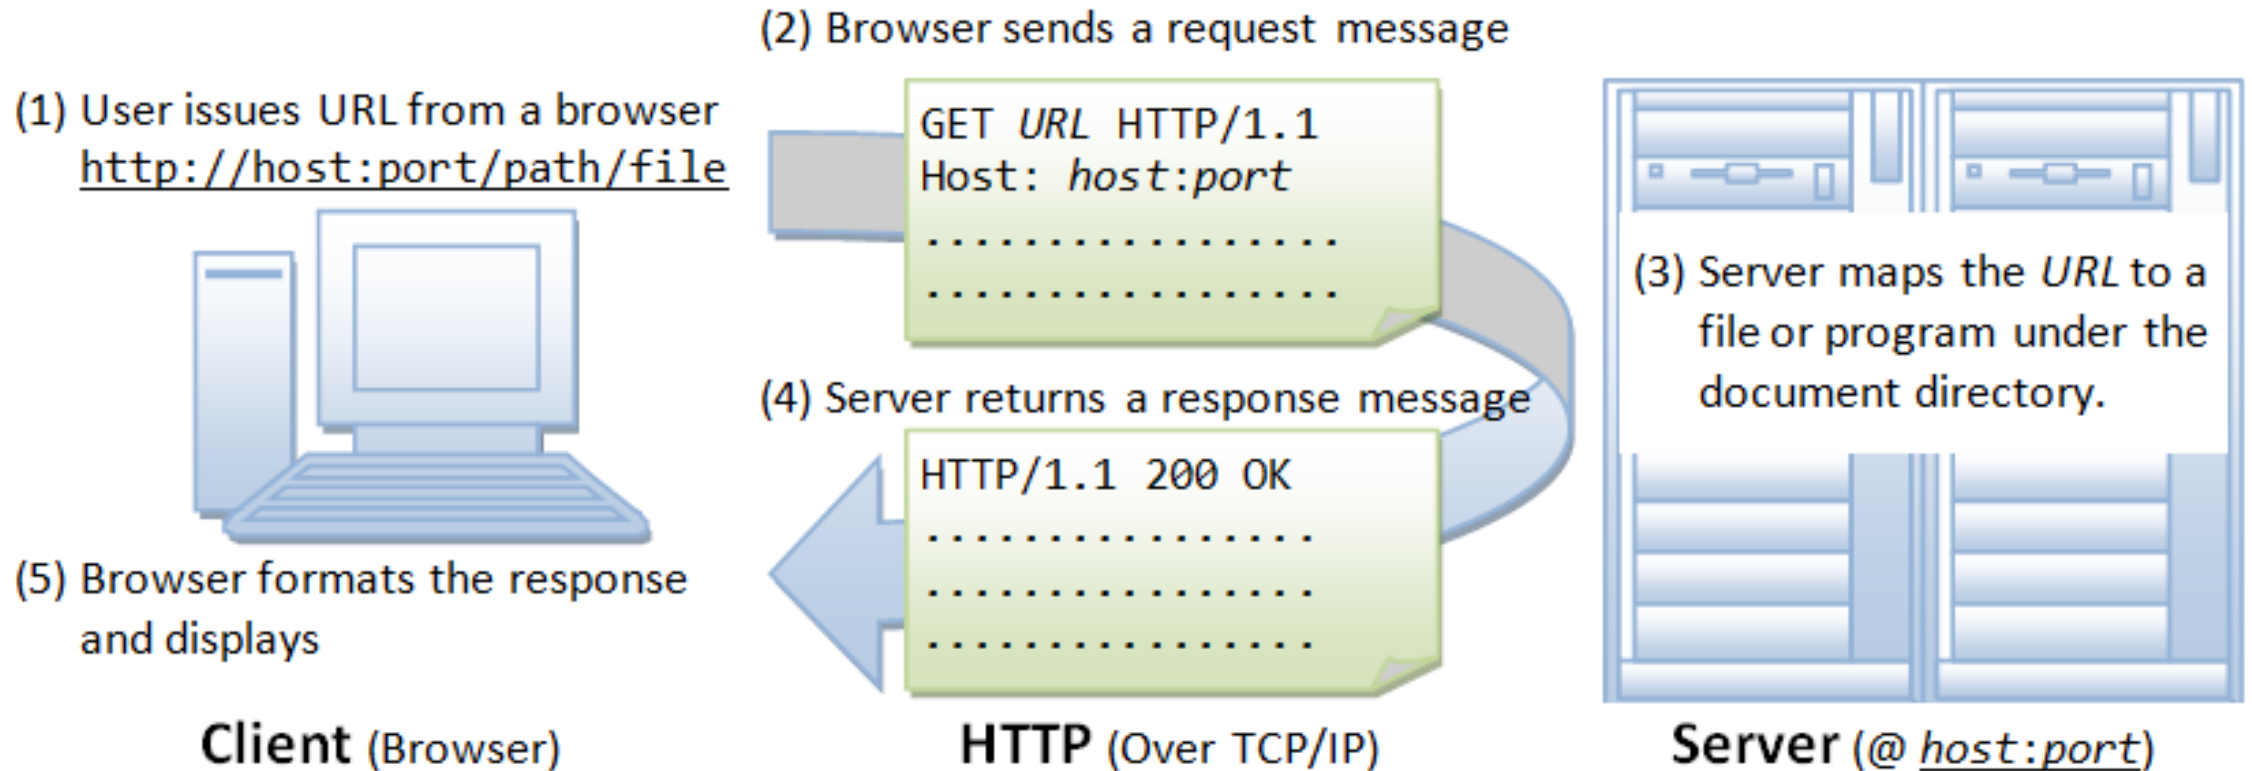 (2) Browser sends a request message
(1) User issues URL from a browser
http://host:port/path/file
GET URL HTTP/1.1
Host: host:port
..................
..................
(3) Server maps the URL to a
file or program under the
document directory.
(4) Server returns a response message
HTTP/1.1 200 OK
................
................
................
(5) Browser formats the response
and displays
Client (Browser)
HTTP (Over TCP/IP)
Server (@ host:port)